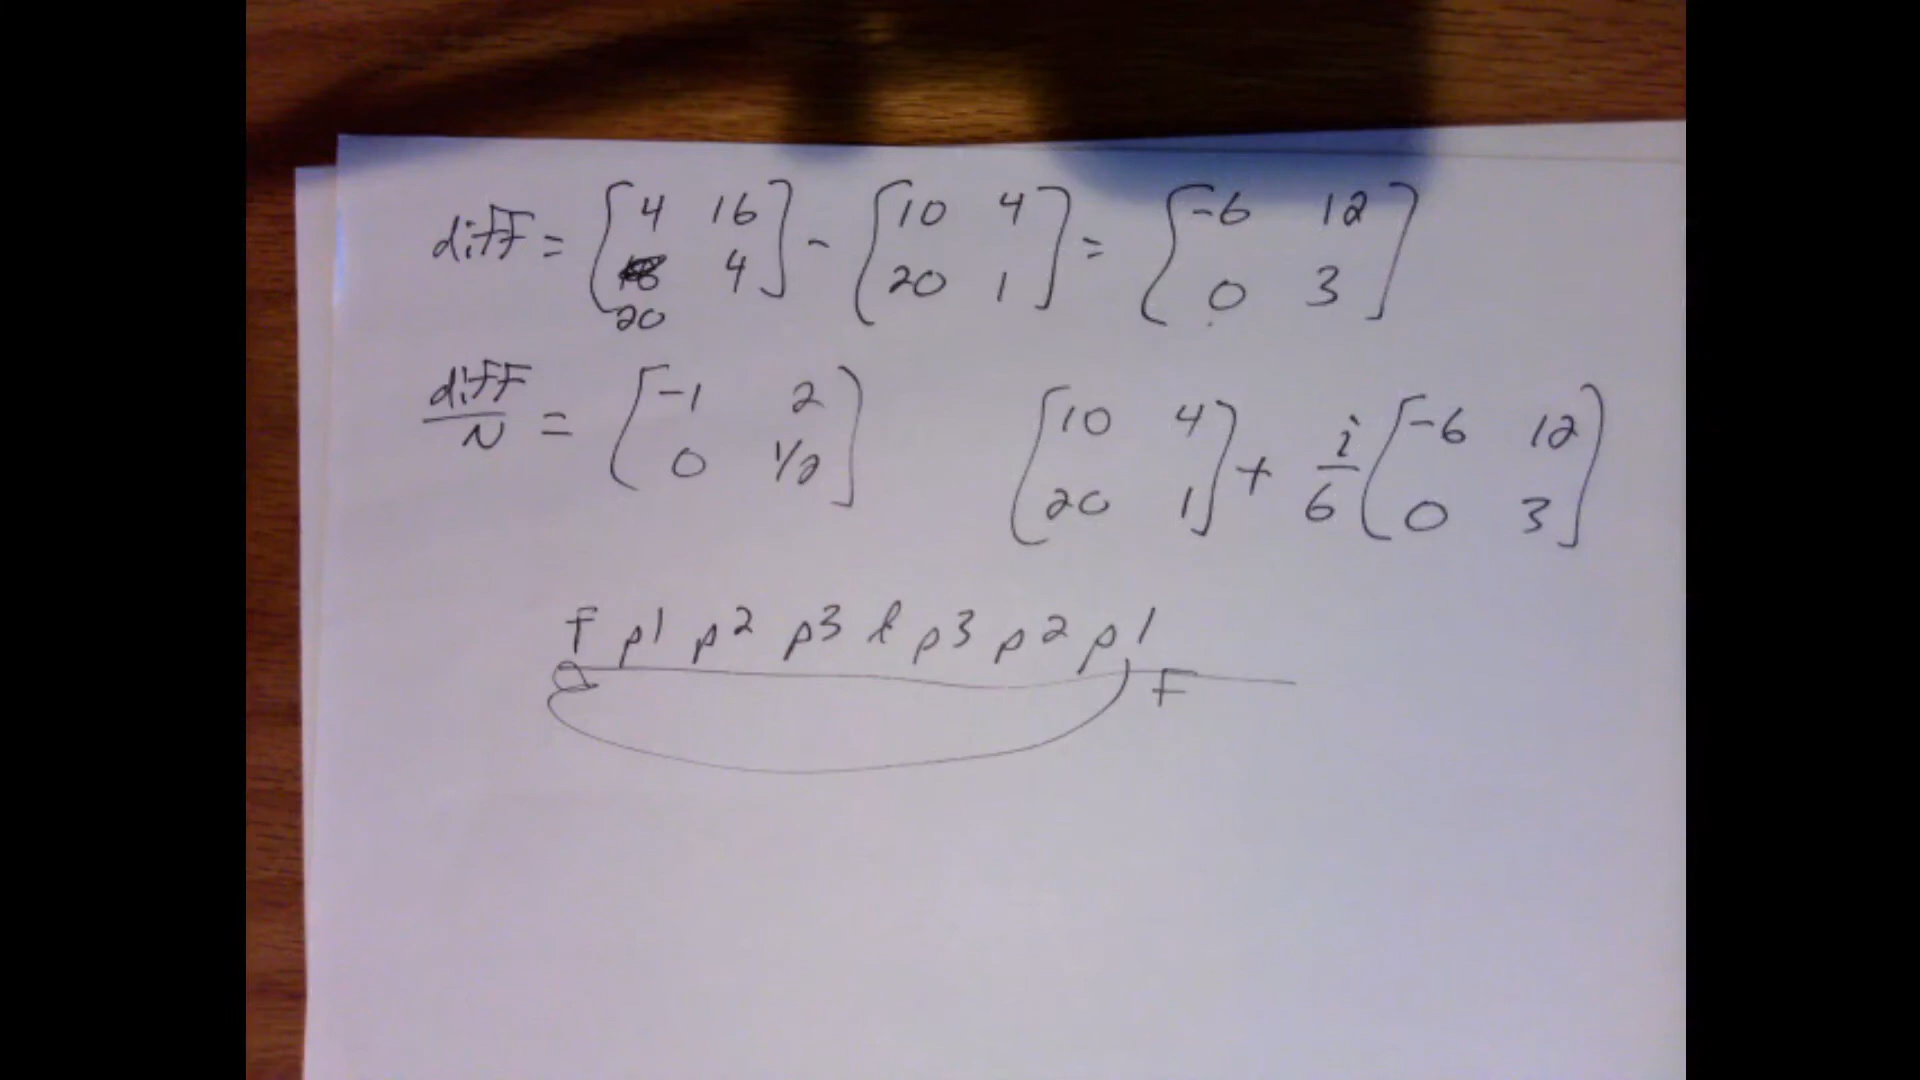 diff = [4 16] - [10 4] = [-6 12]
4 20 1 0 3
20
diff = [-1 2]
N 0 1/2
[10 4] + i [-6 12]
20 1 6 0 3
F p1 p2 p3 l p3 p2 p1
F